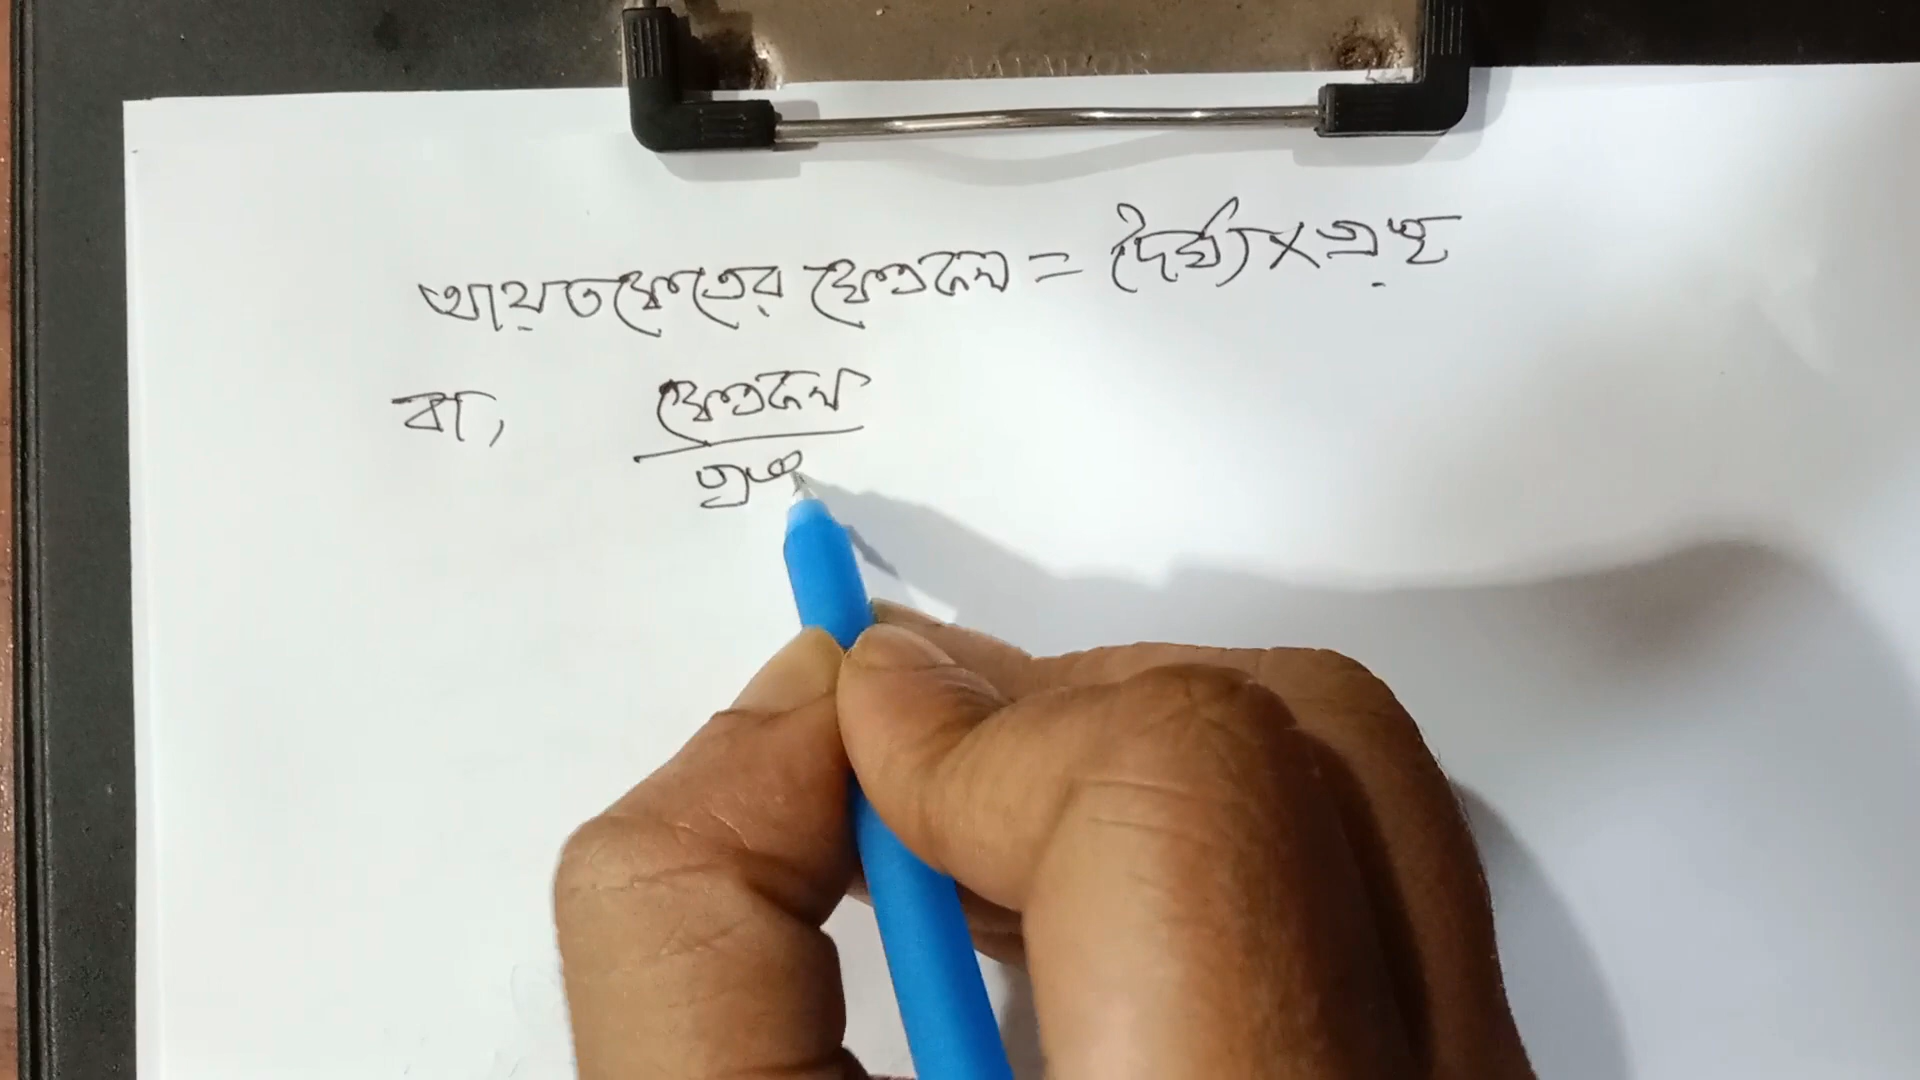 আয়তক্ষেত্রের ক্ষেত্রফল = দৈর্ঘ্য × প্রস্থ
বা,
ক্ষেত্রফল
প্রস্থ